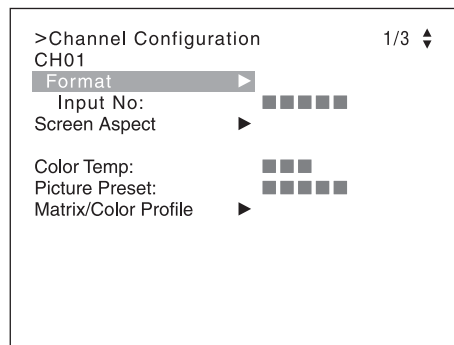 >Channel Configuration 1/3
CH01
Format
Input No: ■■■■■
Screen Aspect
Color Temp: ■■■
Picture Preset: ■■■■■
Matrix/Color Profile